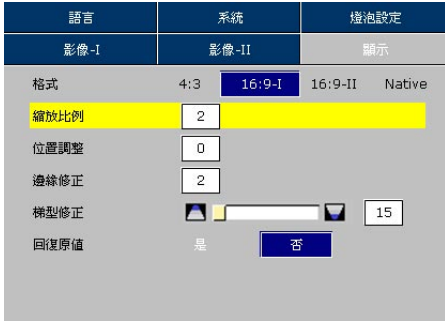 語言 系統 燈泡設定
影像-I 影像-II 顯示
格式 4:3 16:9-I 16:9-II Native
縮放比例 2
位置調整 0
邊緣修正 2
梯型修正 15
回復原值 是 否